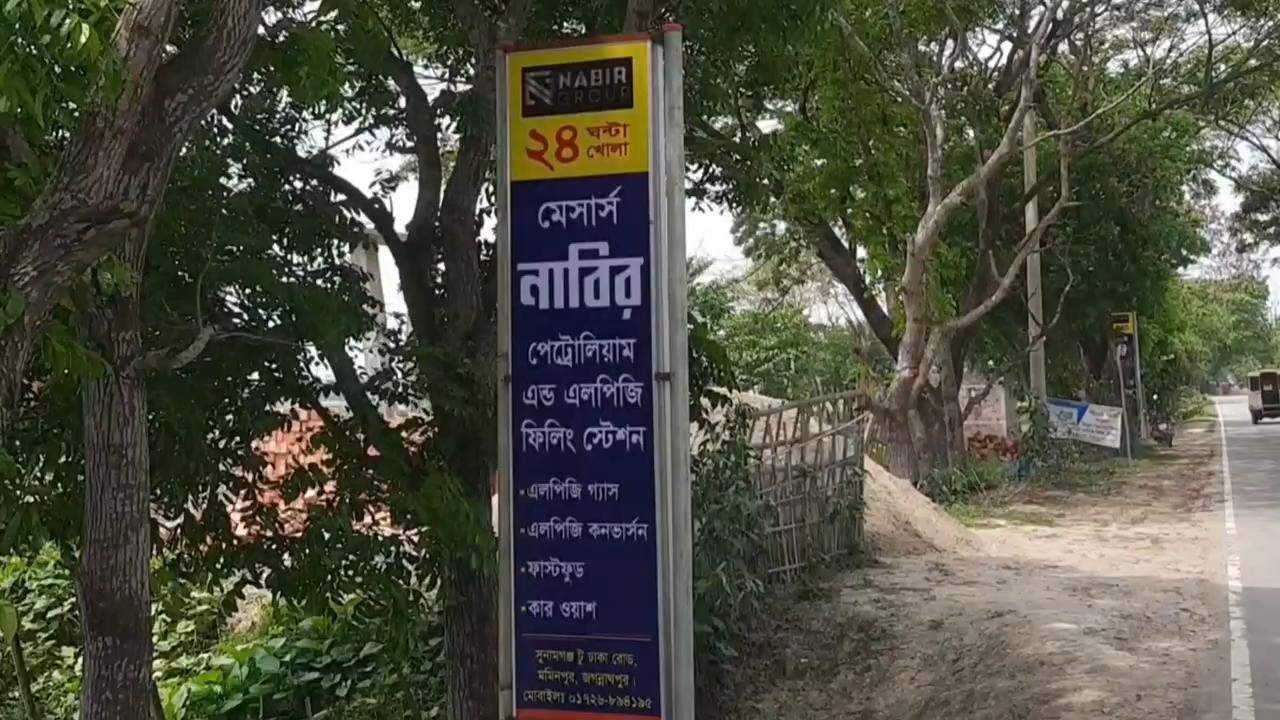 NABIR
GROUP
২৪ ঘন্টা
খোলা
মেসার্স
নাবির
পেট্রোলিয়াম
এন্ড এলপিজি
ফিলিং স্টেশন
·এলপিজি গ্যাস
·এলপিজি কনভার্সন
·ফাস্টফুড
·কার ওয়াশ
সুনামগঞ্জ টু ঢাকা রোড,
মমিনপুর, জগন্নাথপুর।
মোবাইলঃ ০১৭২৬-৮৯৪১৯৫